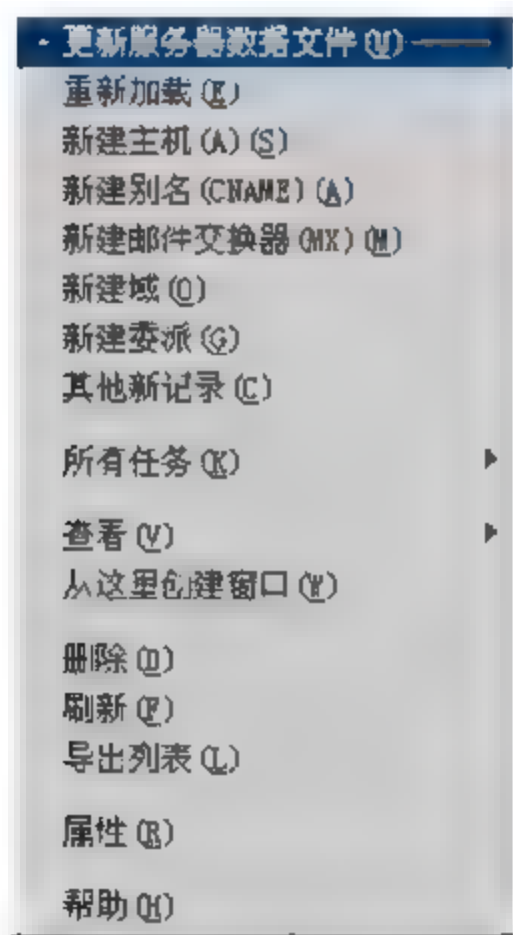 更新服务器数据文件(U)
重新加载(E)
新建主机(A)(S)
新建别名(CNAME)(A)
新建邮件交换器(MX)(M)
新建域(O)
新建委派(G)
其他新记录(C)
所有任务(K)
查看(V)
从这里创建窗口(W)
删除(D)
刷新(F)
导出列表(L)
属性(R)
帮助(H)